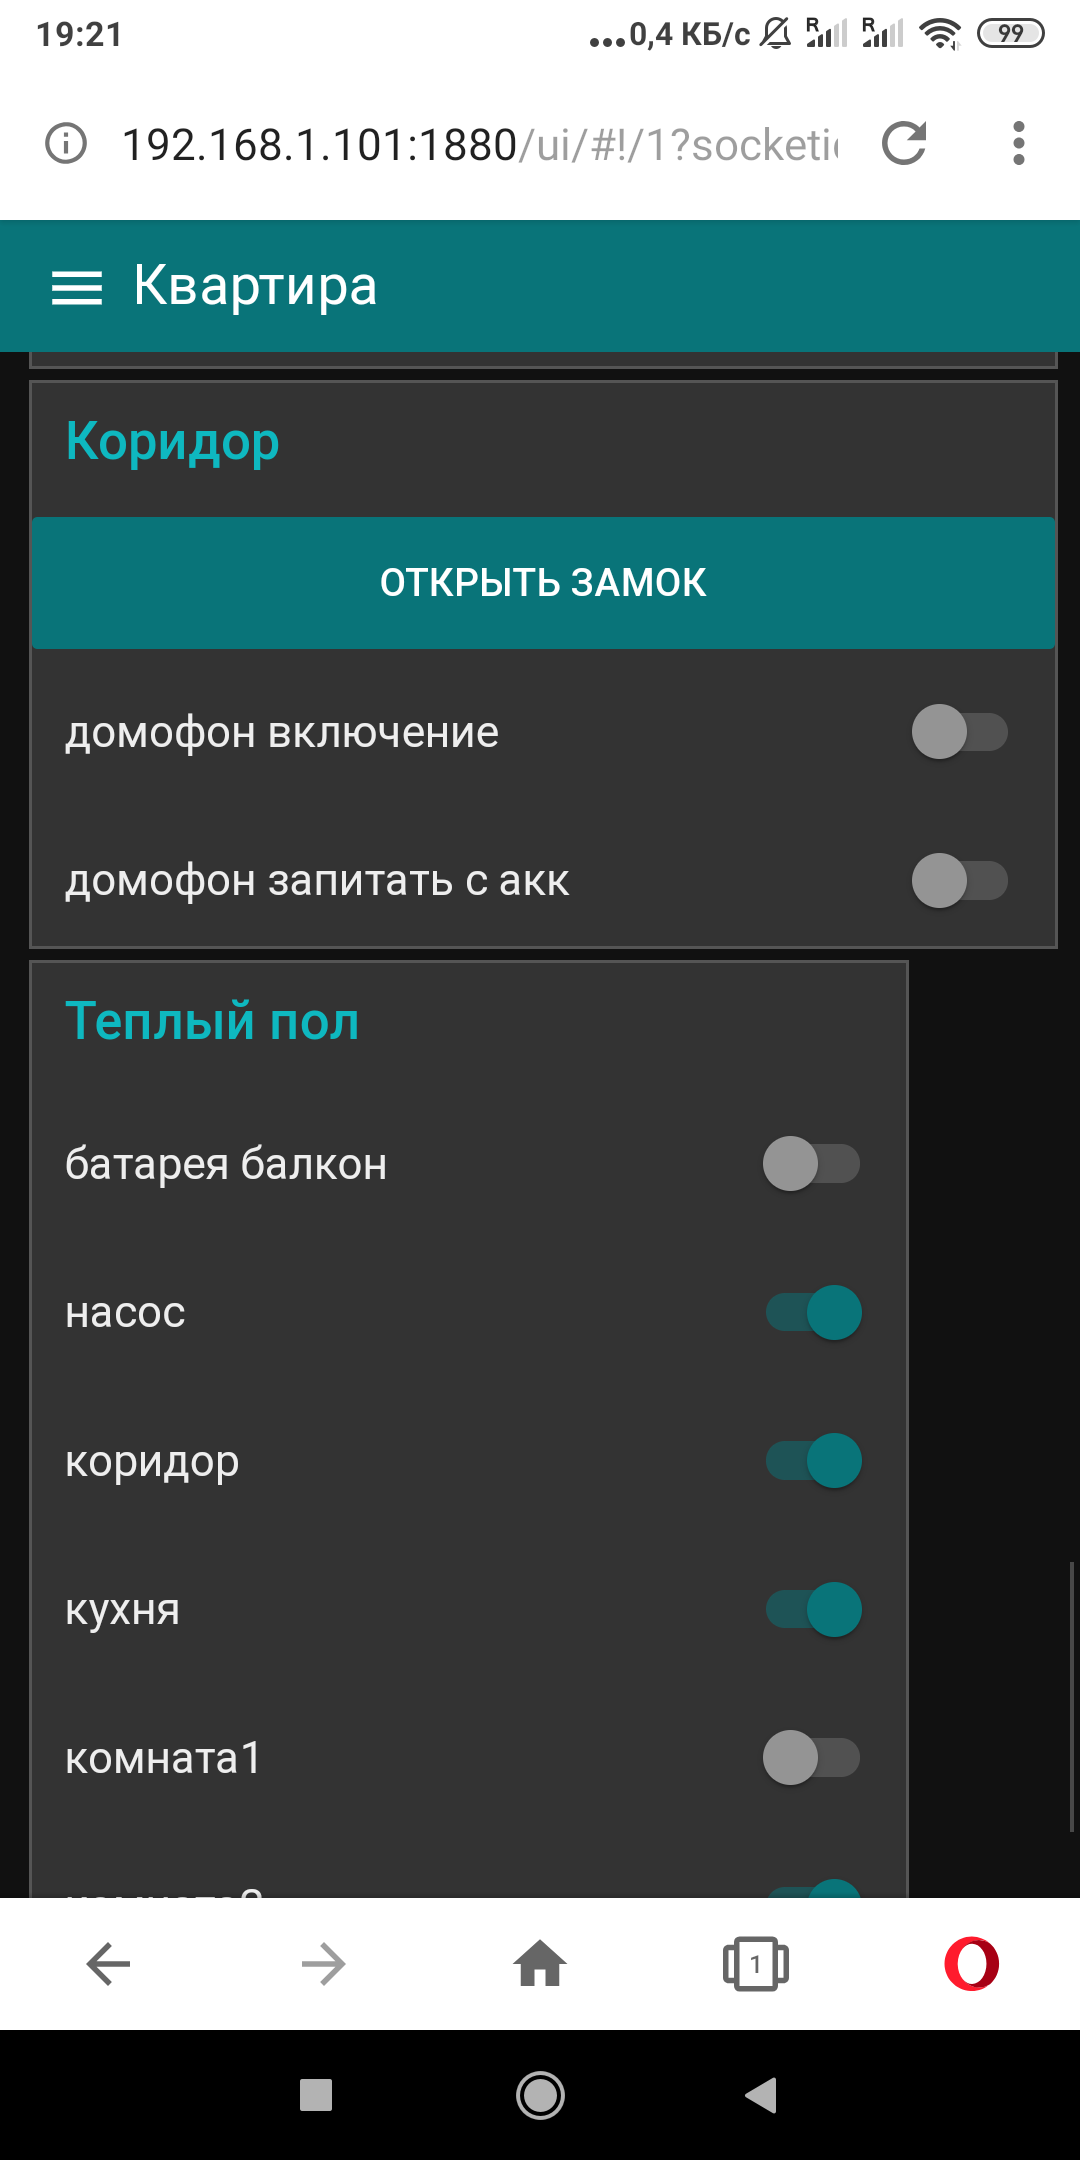 19:21
...0,4 КБ/с R R 99
192.168.1.101:1880/ui/#!/1?socketi
Квартира
Коридор
ОТКРЫТЬ ЗАМОК
домофон включение
домофон запитать с акк
Теплый пол
батарея балкон
насос
коридор
кухня
комната1
1